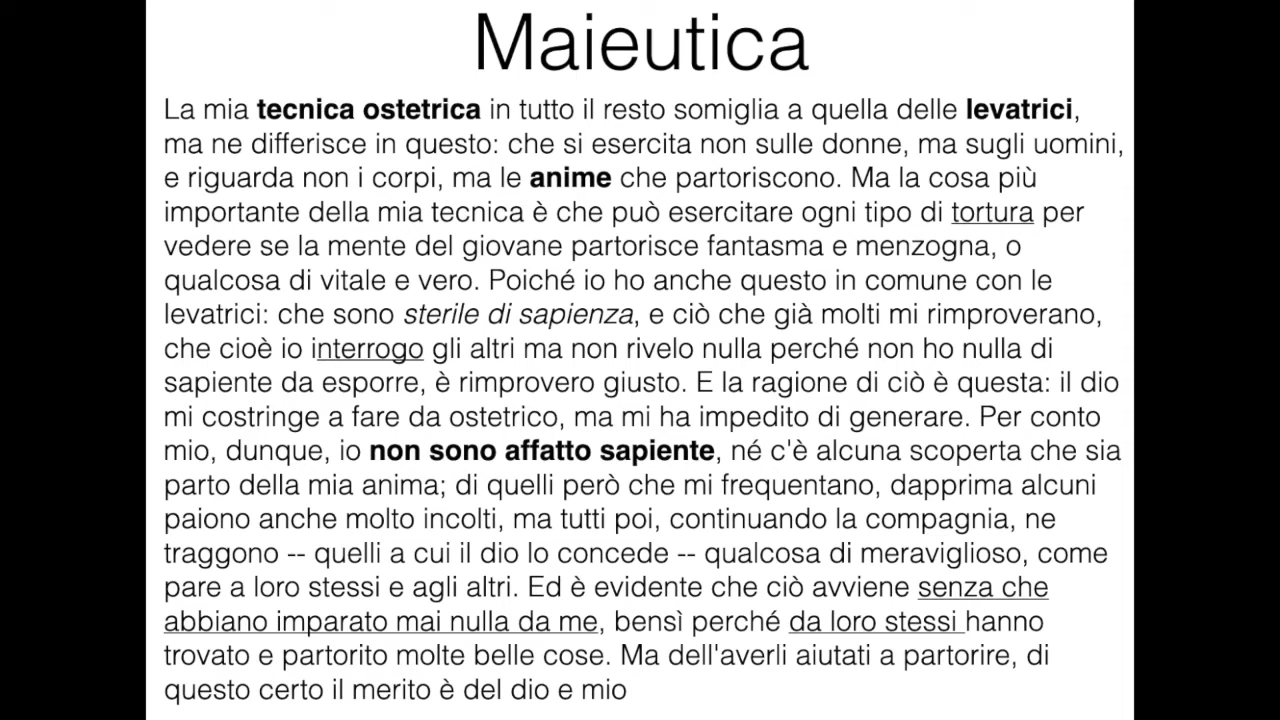 Maieutica
La mia tecnica ostetrica in tutto il resto somiglia a quella delle levatrici,
ma ne differisce in questo: che si esercita non sulle donne, ma sugli uomini,
e riguarda non i corpi, ma le anime che partoriscono. Ma la cosa più
importante della mia tecnica è che può esercitare ogni tipo di tortura per
vedere se la mente del giovane partorisce fantasma e menzogna, o
qualcosa di vitale e vero. Poiché io ho anche questo in comune con le
levatrici: che sono sterile di sapienza, e ciò che già molti mi rimproverano,
che cioè io interrogo gli altri ma non rivelo nulla perché non ho nulla di
sapiente da esporre, è rimprovero giusto. E la ragione di ciò è questa: il dio
mi costringe a fare da ostetrico, ma mi ha impedito di generare. Per conto
mio, dunque, io non sono affatto sapiente, né c'è alcuna scoperta che sia
parto della mia anima; di quelli però che mi frequentano, dapprima alcuni
paiono anche molto incolti, ma tutti poi, continuando la compagnia, ne
traggono -- quelli a cui il dio lo concede -- qualcosa di meraviglioso, come
pare a loro stessi e agli altri. Ed è evidente che ciò avviene senza che
abbiano imparato mai nulla da me, bensì perché da loro stessi hanno
trovato e partorito molte belle cose. Ma dell'averli aiutati a partorire, di
questo certo il merito è del dio e mio